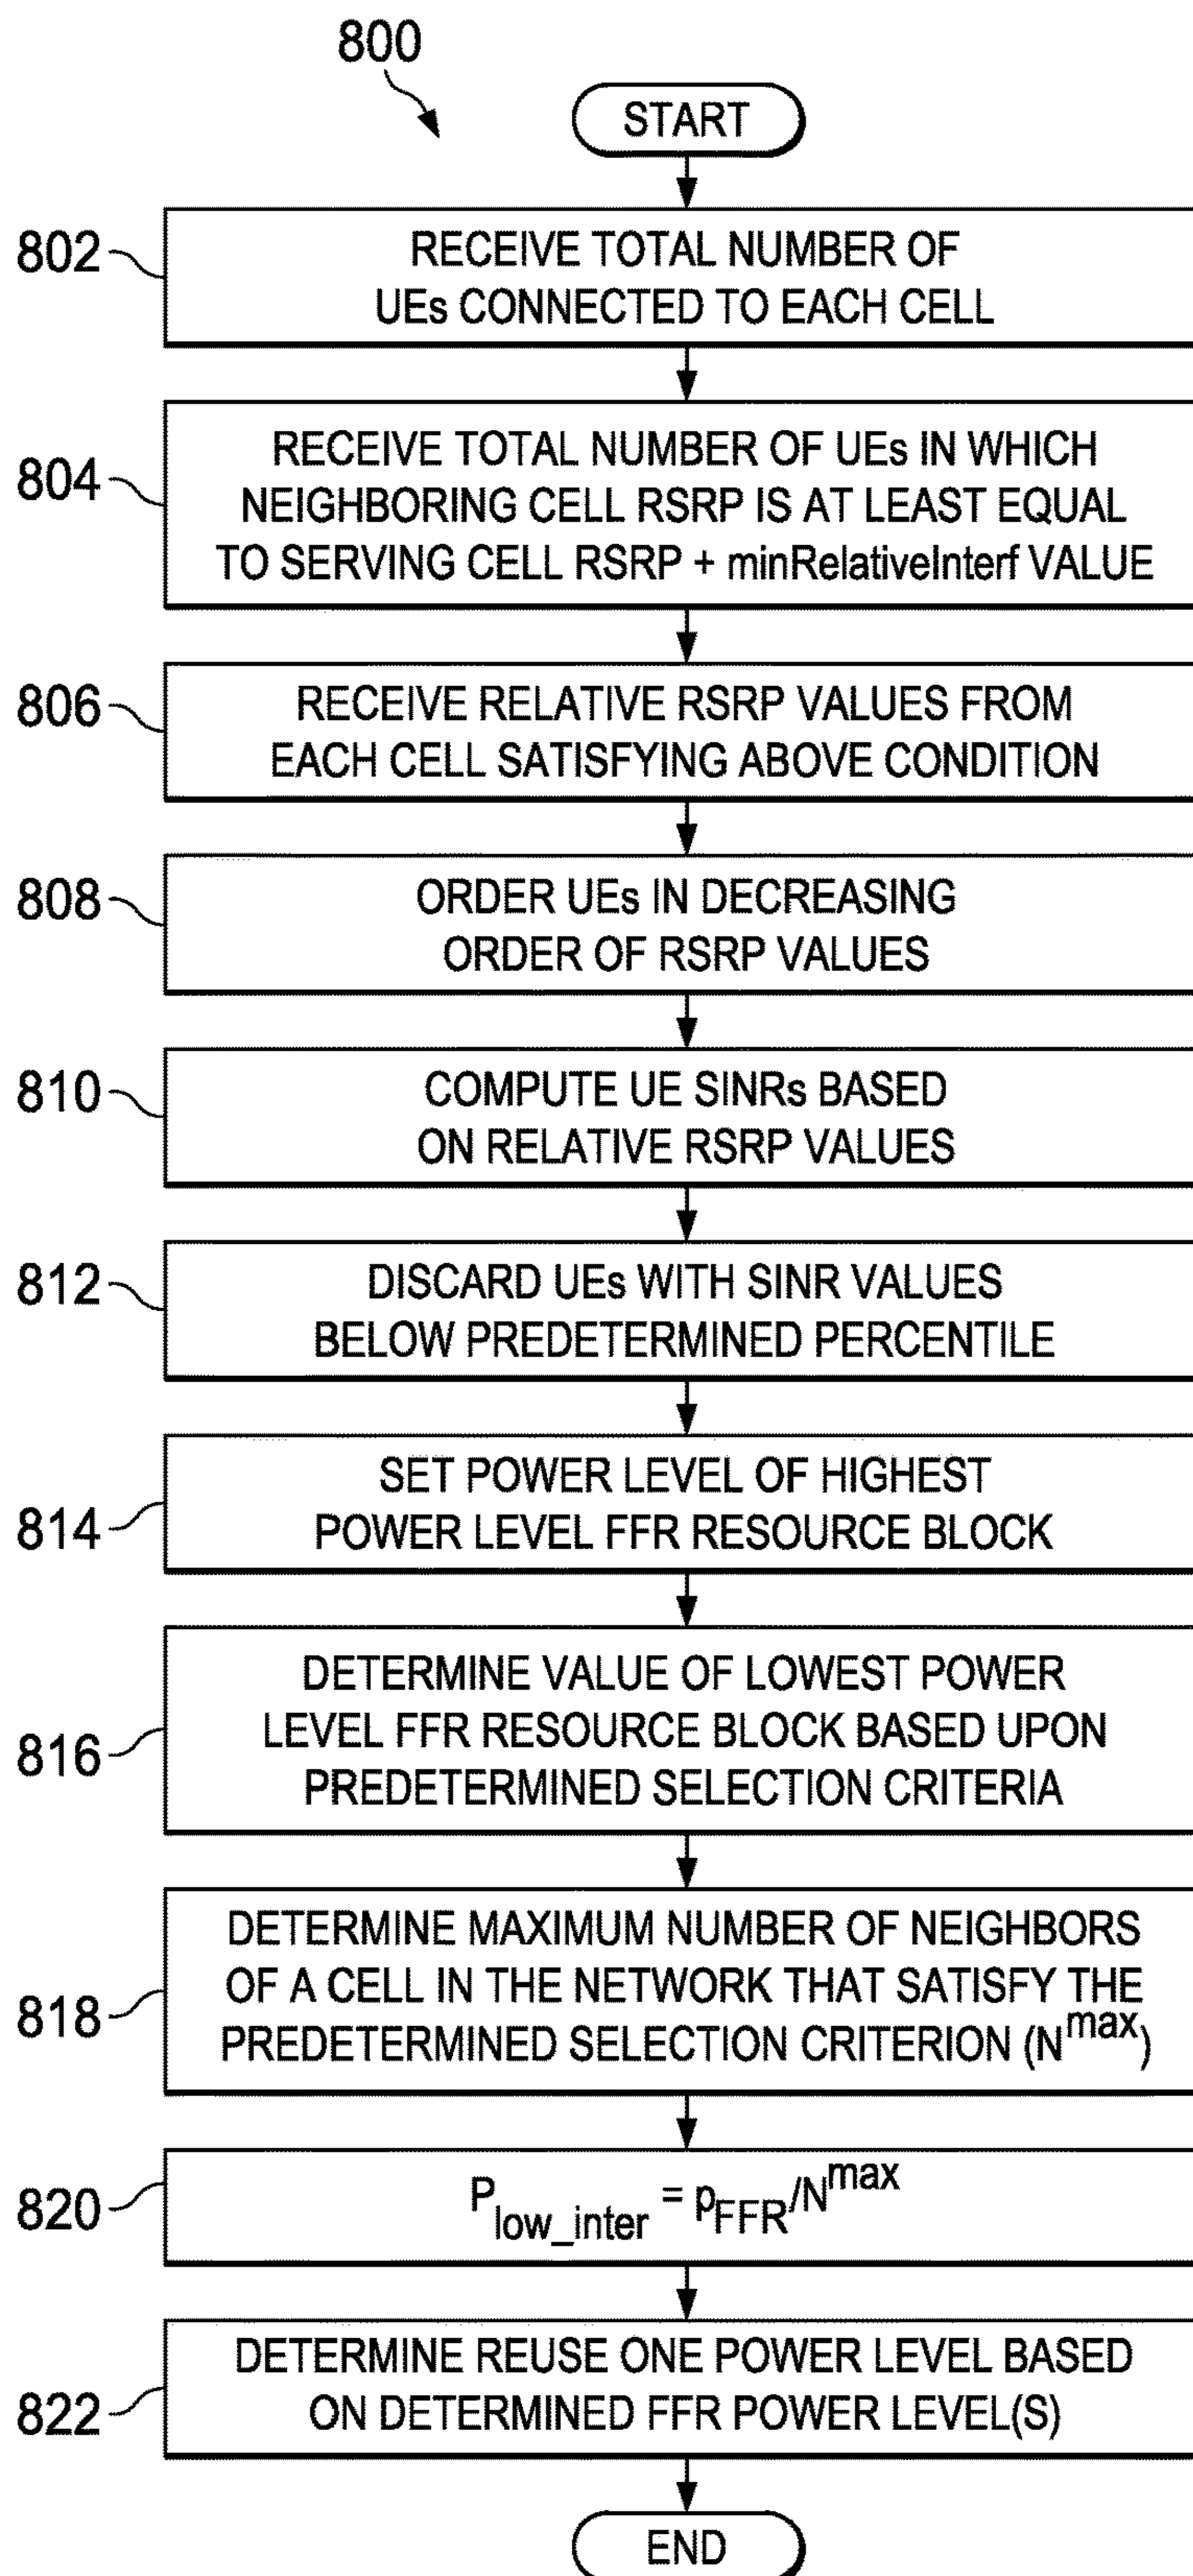 800
START
802
RECEIVE TOTAL NUMBER OF
UEs CONNECTED TO EACH CELL
804
RECEIVE TOTAL NUMBER OF UEs IN WHICH
NEIGHBORING CELL RSRP IS AT LEAST EQUAL
TO SERVING CELL RSRP + minRelativeInterf VALUE
806
RECEIVE RELATIVE RSRP VALUES FROM
EACH CELL SATISFYING ABOVE CONDITION
808
ORDER UEs IN DECREASING
ORDER OF RSRP VALUES
810
COMPUTE UE SINRs BASED
ON RELATIVE RSRP VALUES
812
DISCARD UEs WITH SINR VALUES
BELOW PREDETERMINED PERCENTILE
814
SET POWER LEVEL OF HIGHEST
POWER LEVEL FFR RESOURCE BLOCK
816
DETERMINE VALUE OF LOWEST POWER
LEVEL FFR RESOURCE BLOCK BASED UPON
PREDETERMINED SELECTION CRITERIA
818
DETERMINE MAXIMUM NUMBER OF NEIGHBORS
OF A CELL IN THE NETWORK THAT SATISFY THE
PREDETERMINED SELECTION CRITERION (N^max)
820
P_low_inter = p_FFR/N^max
822
DETERMINE REUSE ONE POWER LEVEL BASED
ON DETERMINED FFR POWER LEVEL(S)
END